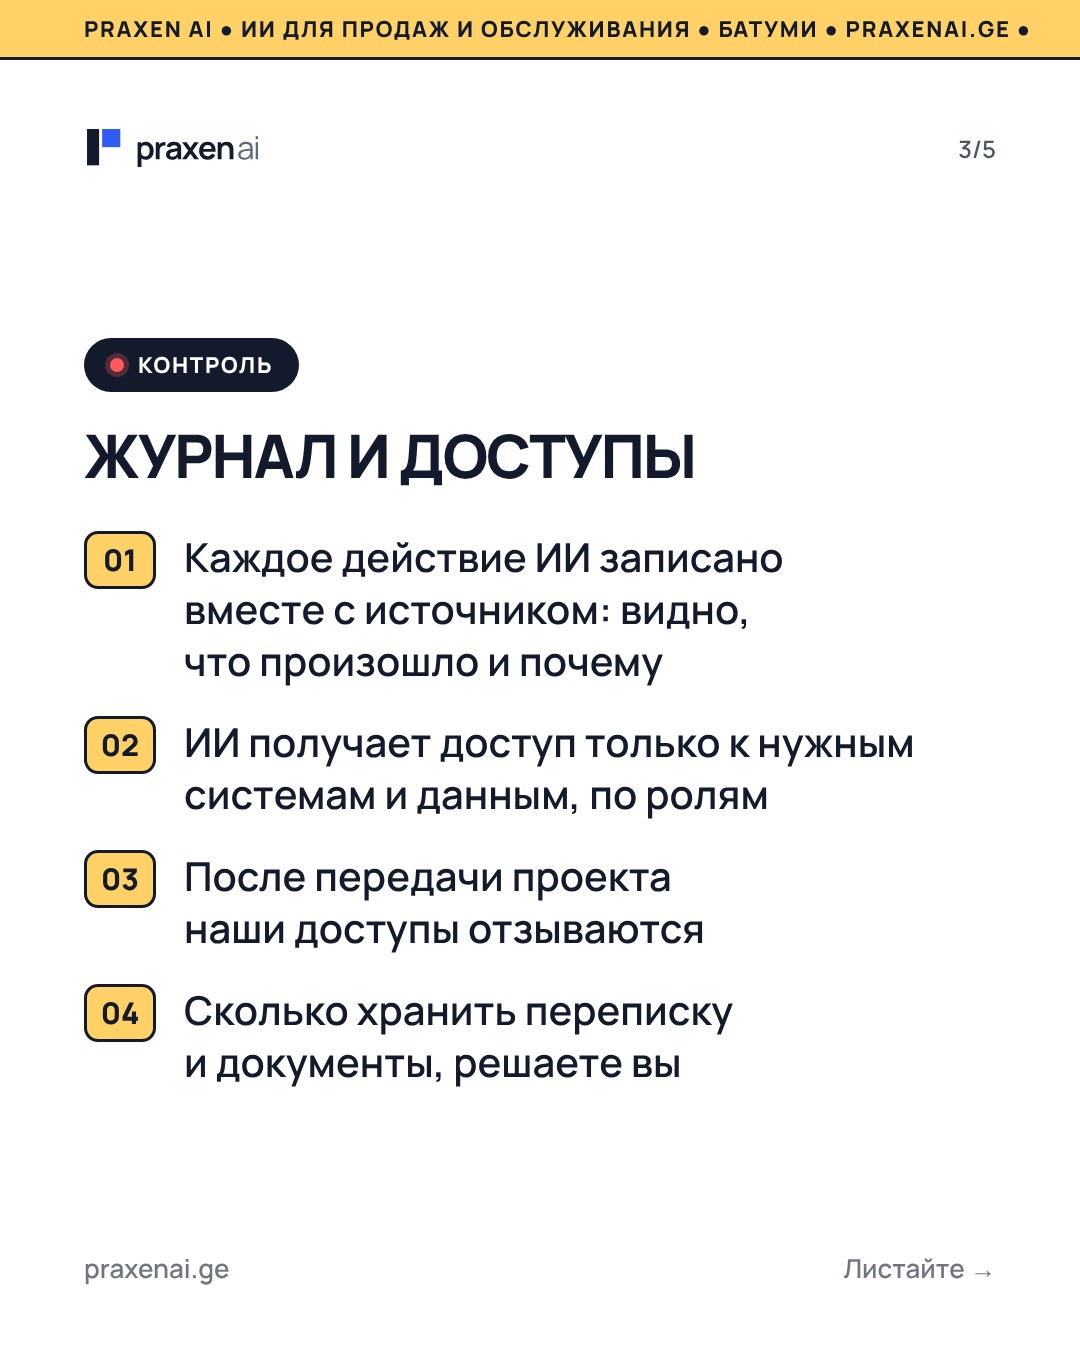 PRAXEN AI ● ИИ ДЛЯ ПРОДАЖ И ОБСЛУЖИВАНИЯ ● БАТУМИ ● PRAXENAI.GE ●
praxen ai
3/5
КОНТРОЛЬ
ЖУРНАЛ И ДОСТУПЫ
01 Каждое действие ИИ записано
вместе с источником: видно,
что произошло и почему
02 ИИ получает доступ только к нужным
системам и данным, по ролям
03 После передачи проекта
наши доступы отзываются
04 Сколько хранить переписку
и документы, решаете вы
praxenai.ge
Листайте →